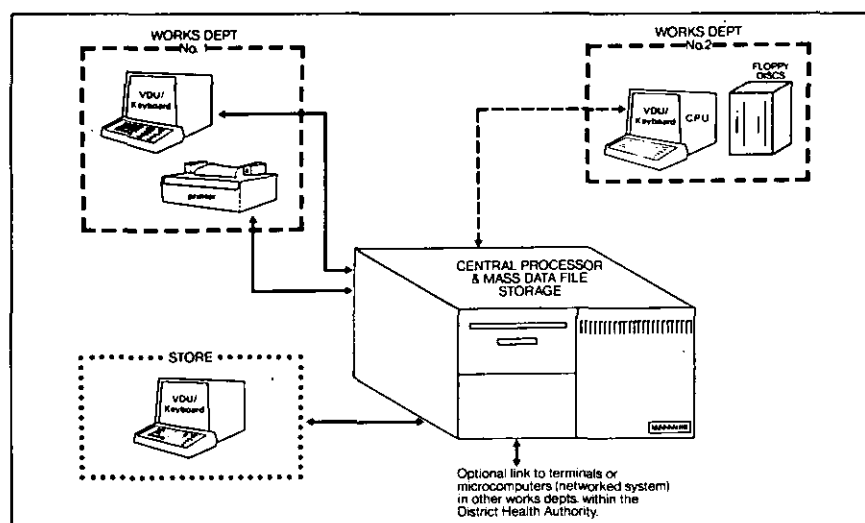 WORKS DEPT
No. 1
VDU/
Keyboard
printer
WORKS DEPT
No.2
FLOPPY
DISCS
VDU/
Keyboard
CPU
CENTRAL PROCESSOR
& MASS DATA FILE
STORAGE
STORE
VDU/
Keyboard
Optional link to terminals or
microcomputers (networked system)
in other works depts. within the
District Health Authority.